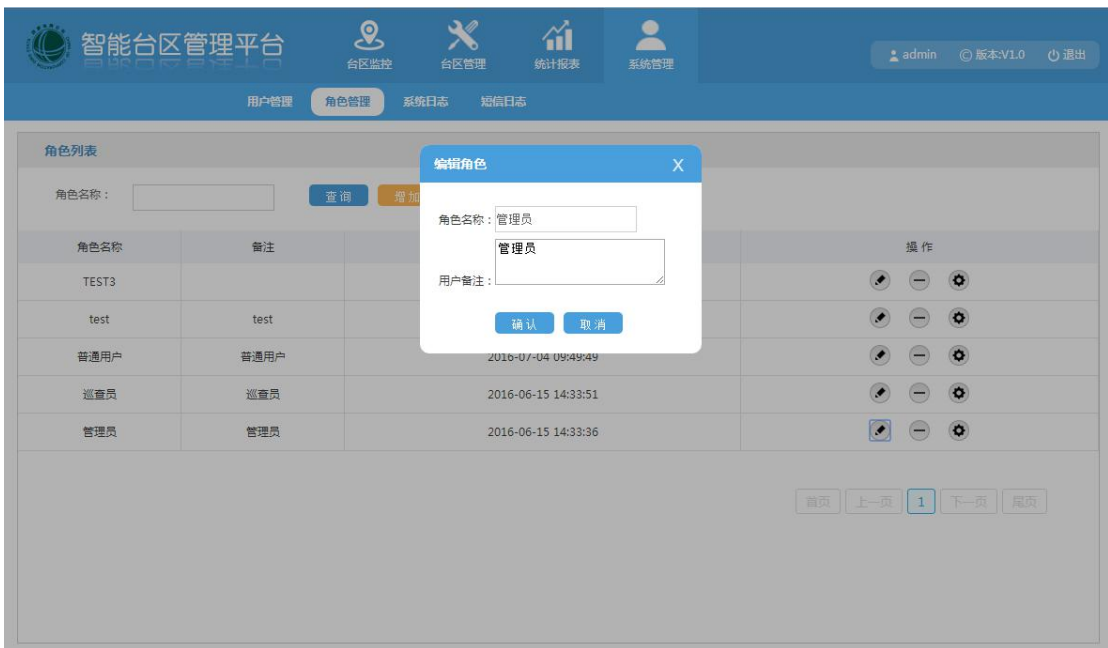 智能台区管理平台
台区监控 台区管理 统计报表 系统管理
admin © 版本:V1.0 退出
用户管理 角色管理 系统日志 短信日志
角色列表
编辑角色 X
角色名称： 查询 增加
角色名称：管理员
管理员
用户备注：
确认 取消
角色名称 备注 操作
TEST3
test test
普通用户 普通用户 2016-07-04 09:49:49
巡查员 巡查员 2016-06-15 14:33:51
管理员 管理员 2016-06-15 14:33:36
首页 上一页 1 下一页 尾页